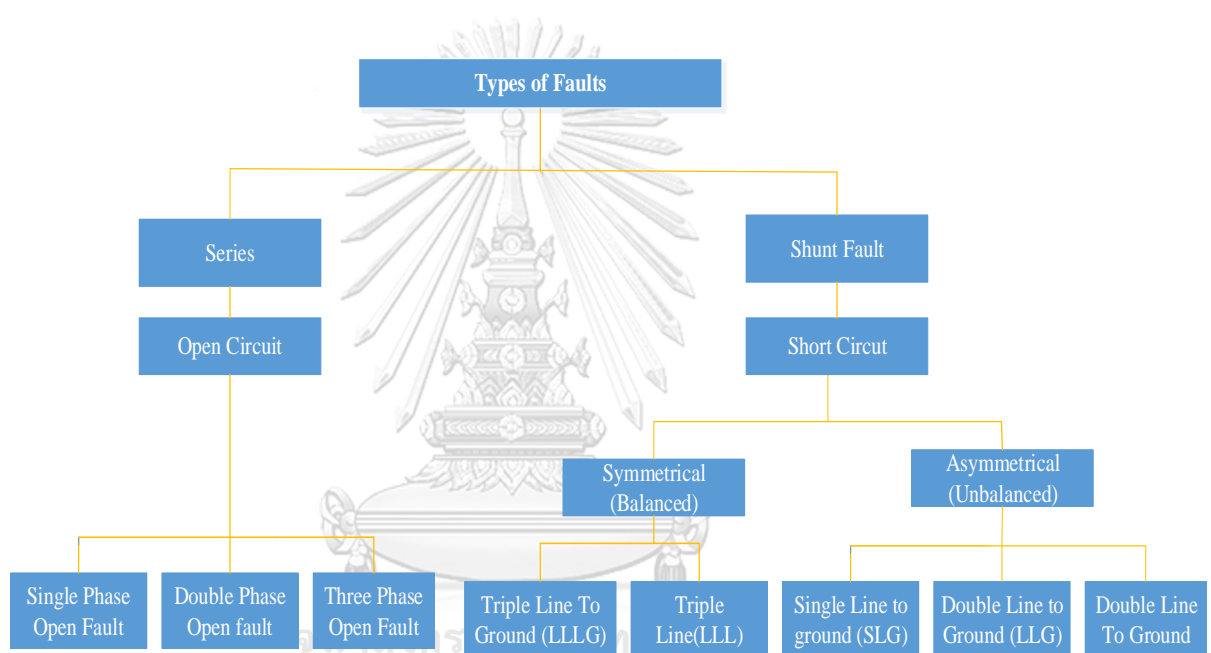 Types of Faults
Series
Shunt Fault
Open Circuit
Short Circut
Symmetrical
(Balanced)
Asymmetrical
(Unbalanced)
Single Phase
Open Fault
Double Phase
Open fault
Three Phase
Open Fault
Triple Line To
Ground (LLLG)
Triple
Line(LLL)
Single Line to
ground (SLG)
Double Line to
Ground (LLG)
Double Line
To Ground